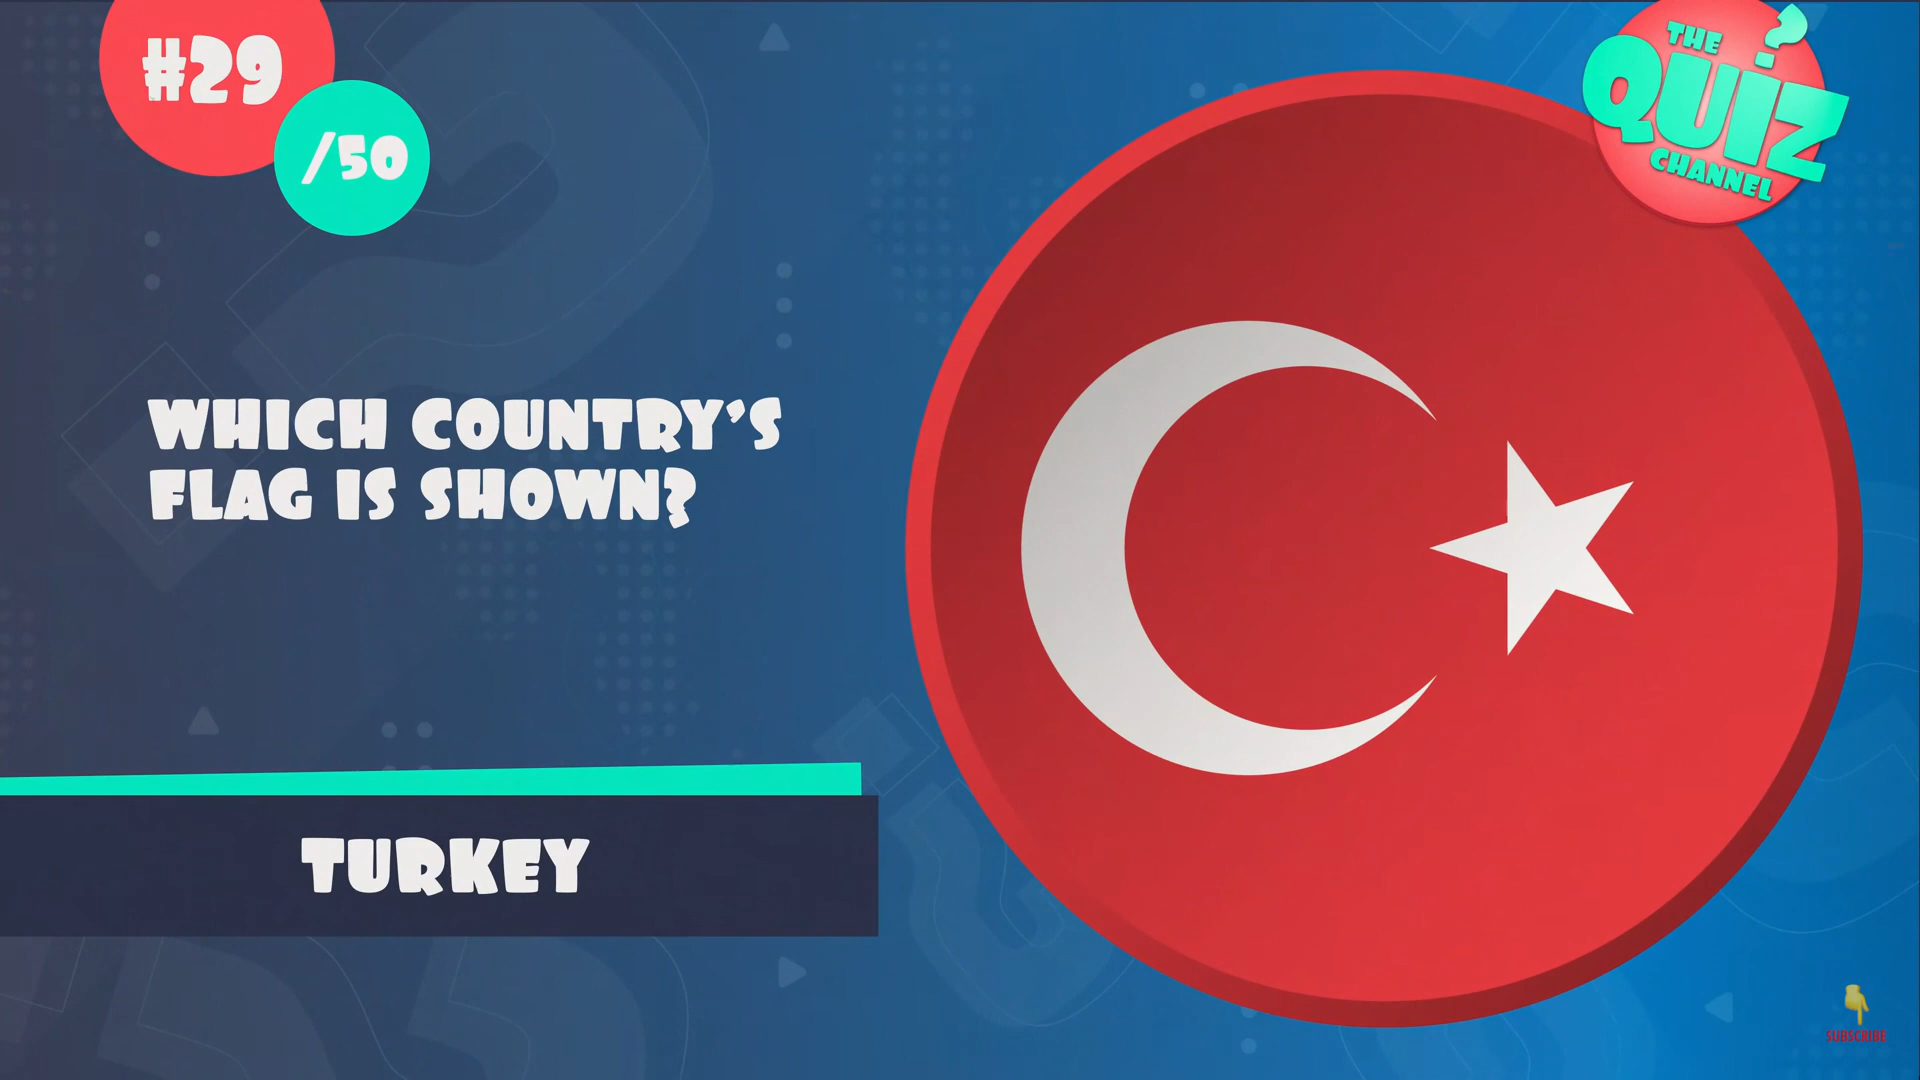 #29
/50
THE
QUIZ
CHANNEL
WHICH COUNTRY'S
FLAG IS SHOWN?
TURKEY
SUBSCRIBE